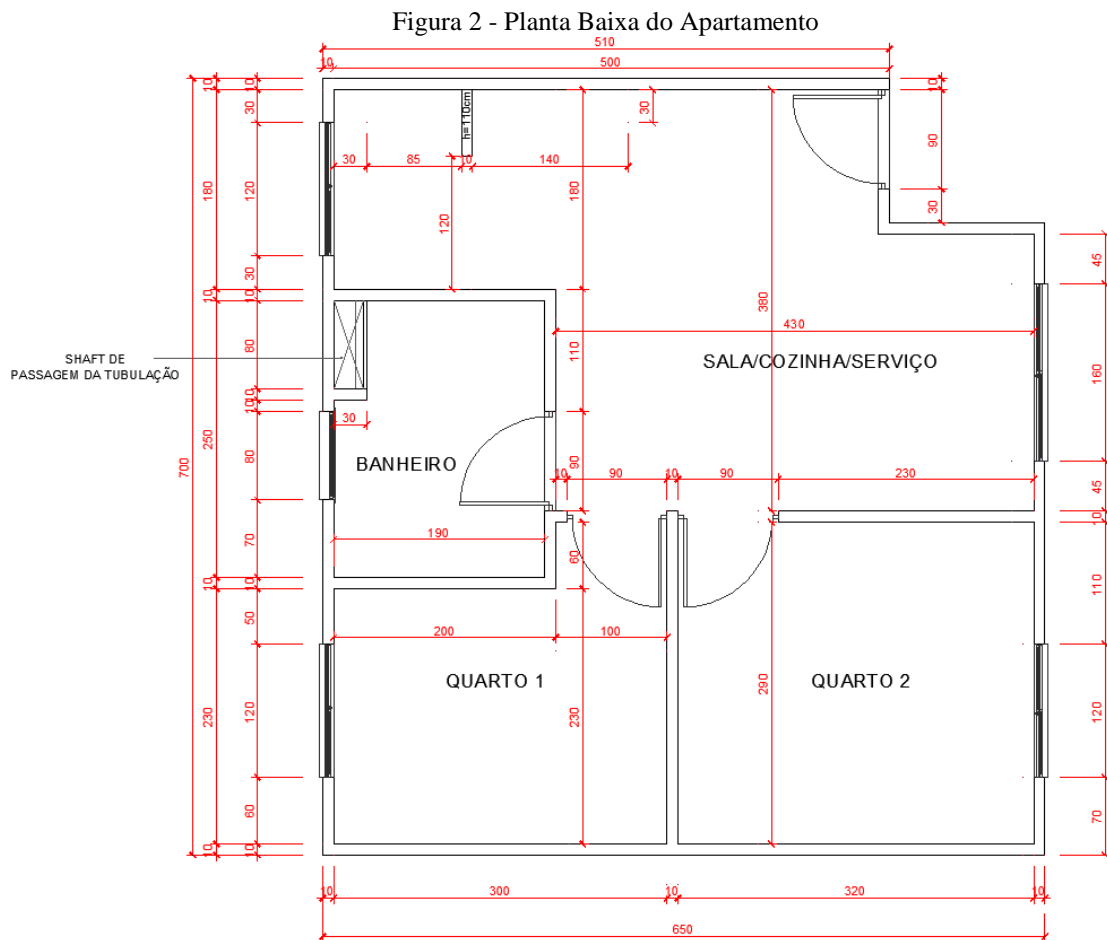 Figura 2 - Planta Baixa do Apartamento
510
10 500
10 10 10
30 30 90
h=110cm
30 85 10 140
180 120 180 120 30
30
10 10 10
45
380
430
SHAFT DE
PASSAGEM DA TUBULAÇÃO
80 110
SALA/COZINHA/SERVIÇO
160
10 10
30
700 250 80
BANHEIRO
90
10 90 10 90 230
45
10
190
70 60
10 10
110
50
200 100
QUARTO 1
QUARTO 2
290
230 120 230 120
60 70
10 10
10 300 10 320 10
650